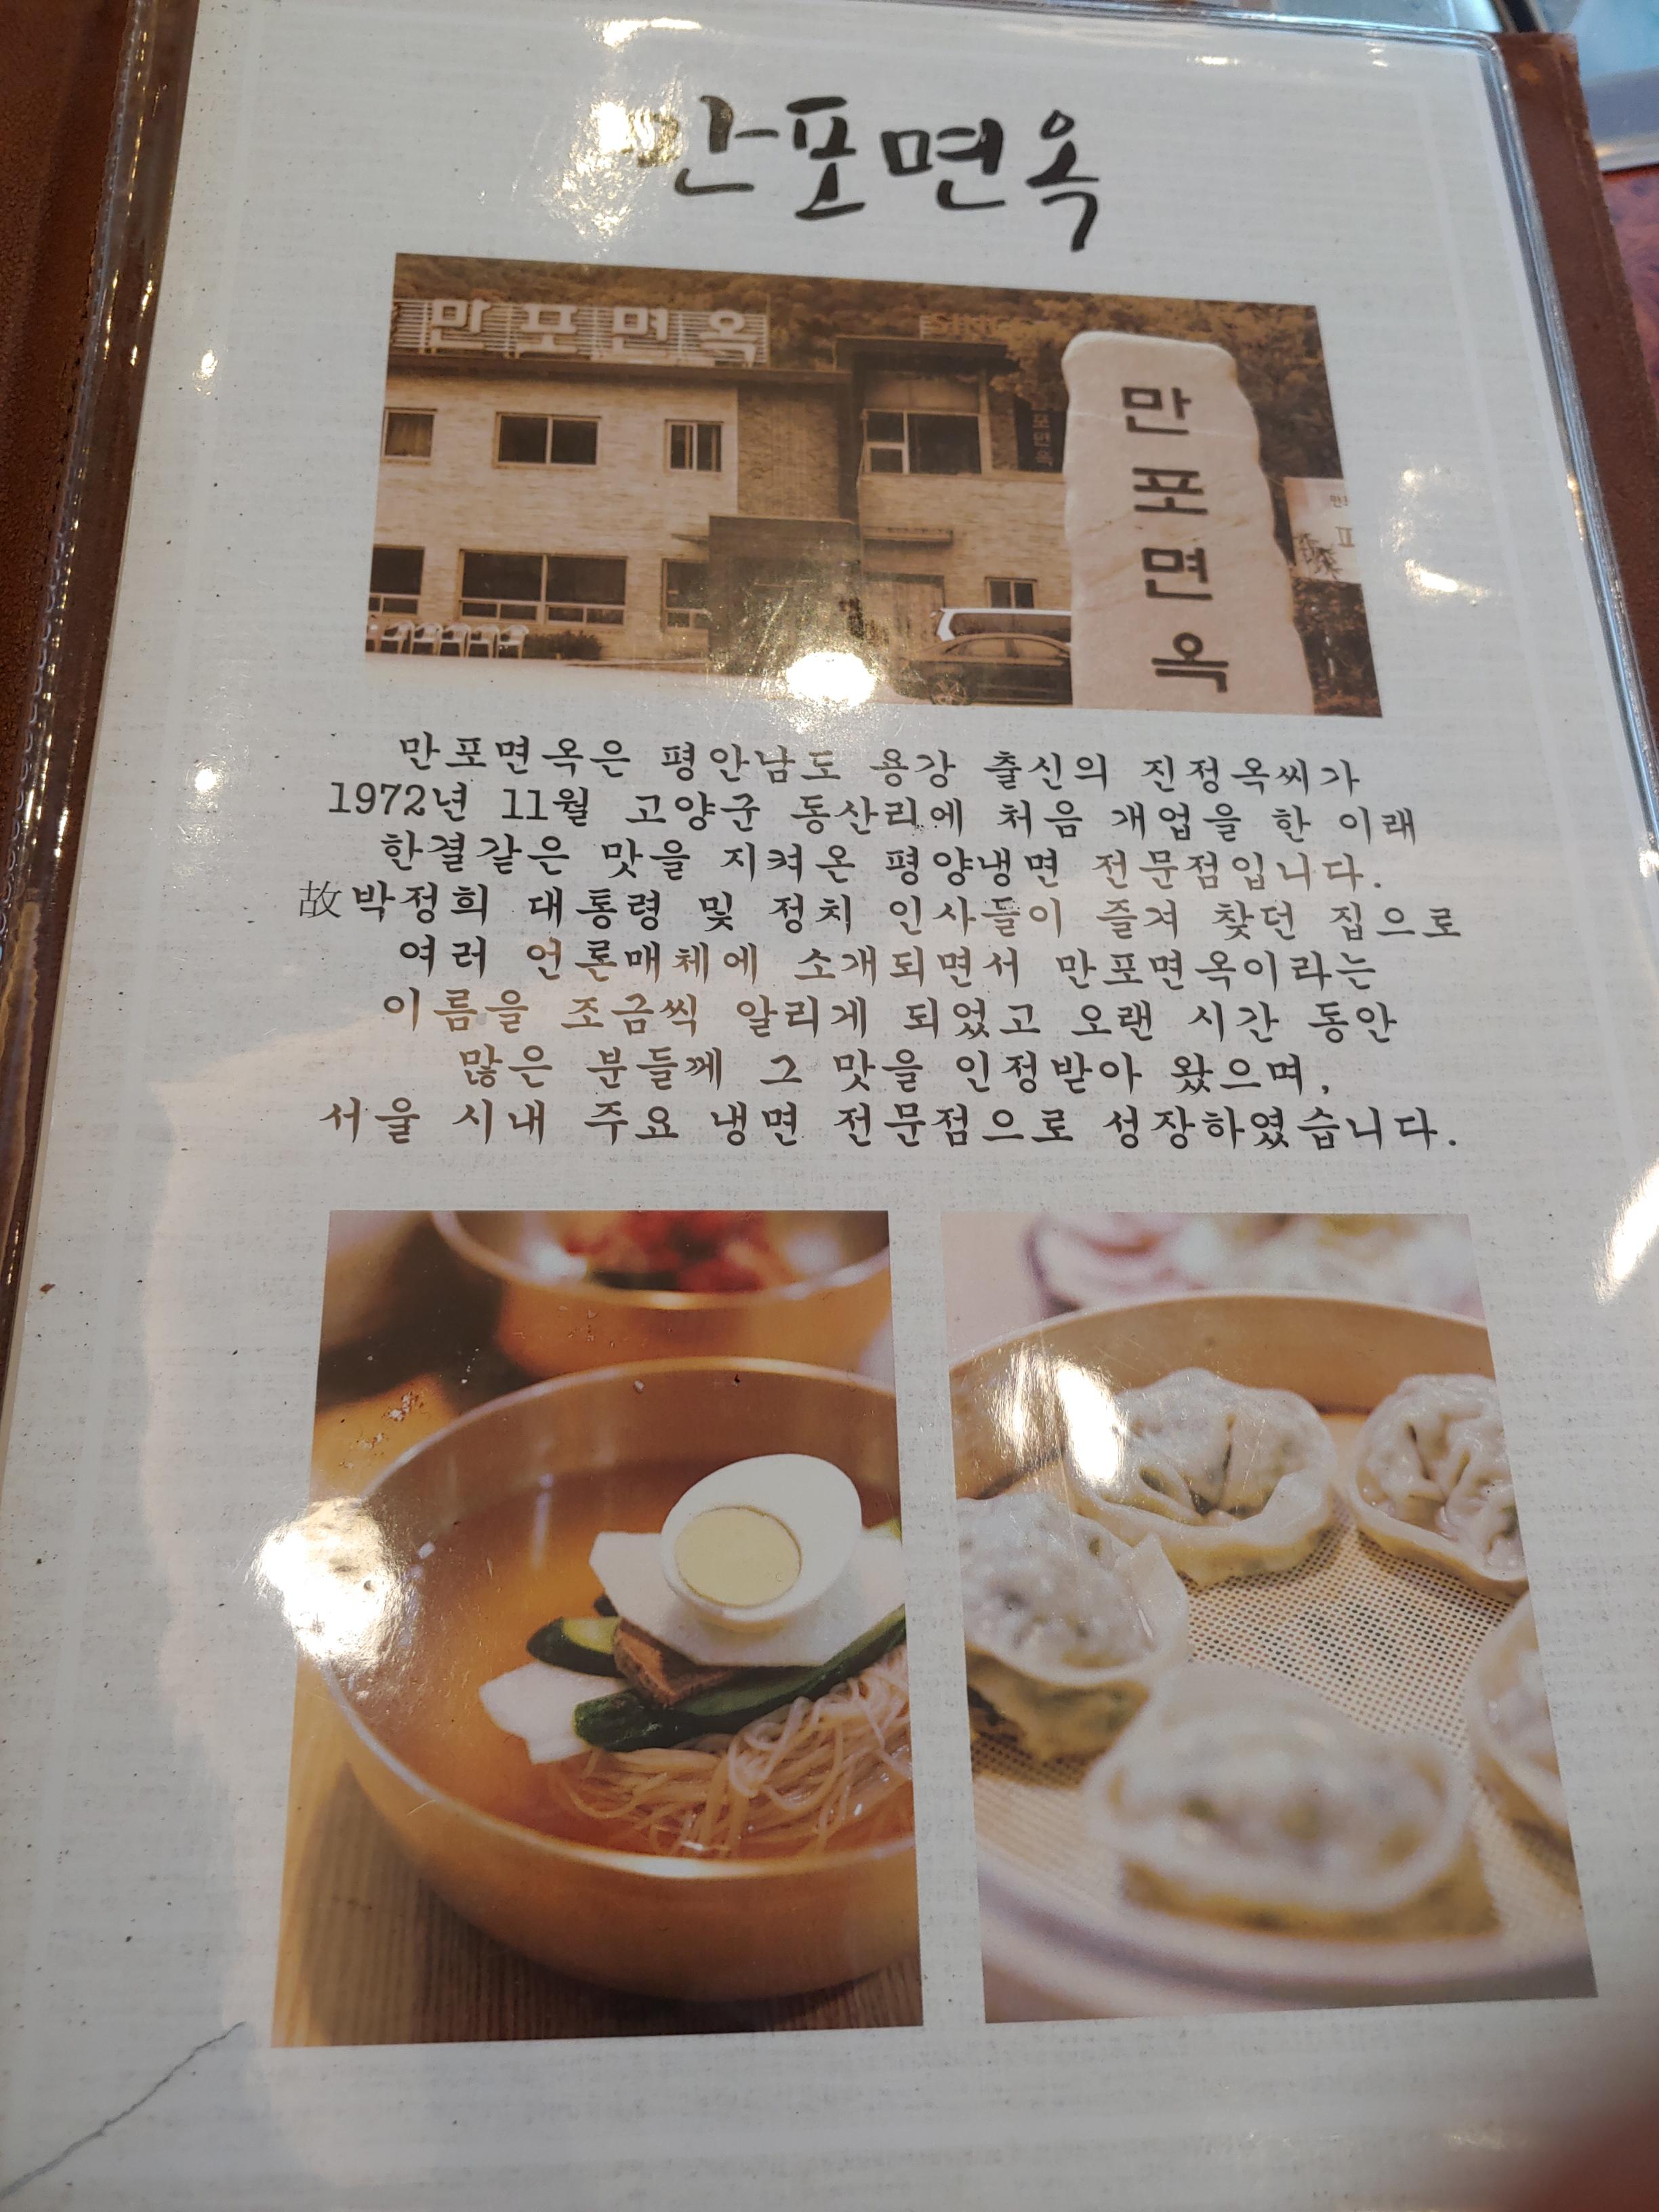 만포면옥
만포면옥
만
포
면
옥
만포면옥은 평안남도 용강 출신의 진정옥씨가
1972년 11월 고양군 동산리에 처음 개업을 한 이래
한결같은 맛을 지켜온 평양냉면 전문점입니다.
故박정희 대통령 및 정치 인사들이 즐겨 찾던 집으로
여러 언론매체에 소개되면서 만포면옥이라는
이름을 조금씩 알리게 되었고 오랜 시간 동안
많은 분들께 그 맛을 인정받아 왔으며,
서울 시내 주요 냉면 전문점으로 성장하였습니다.